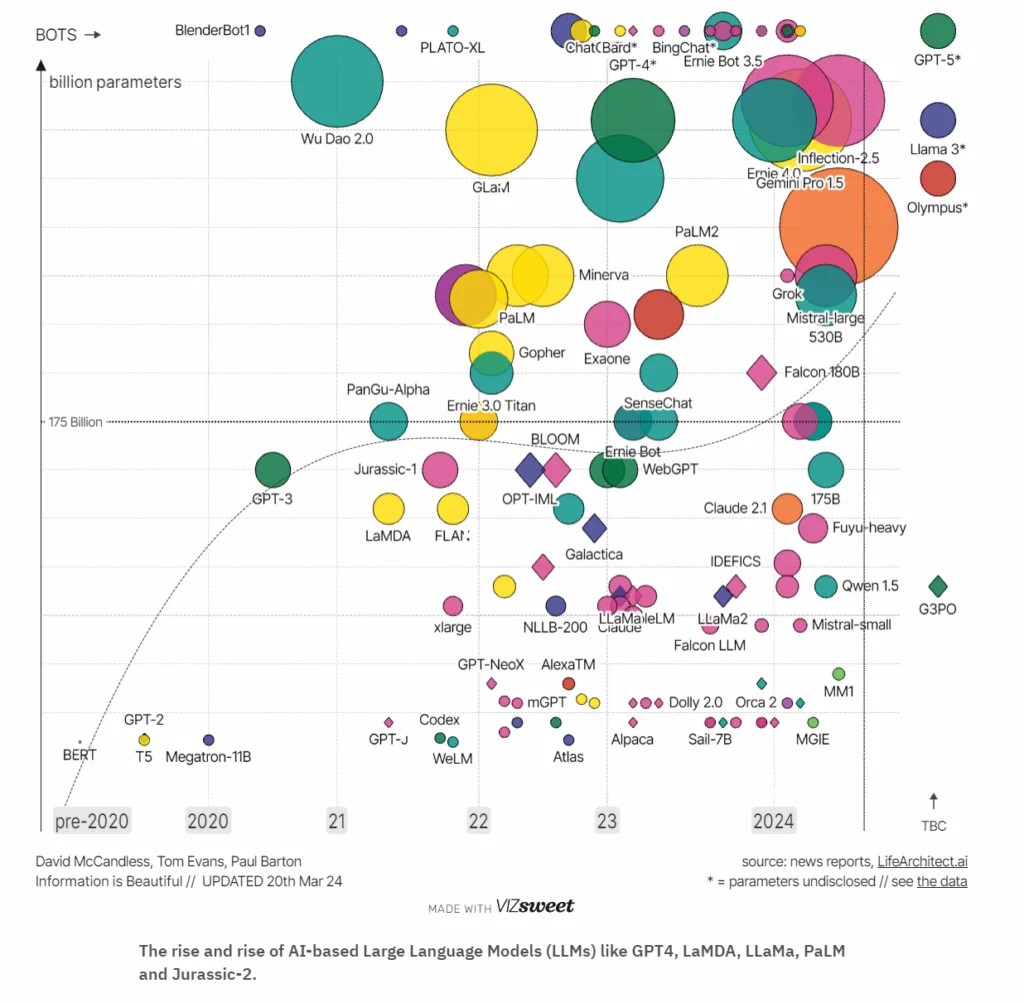 BOTS →
BlenderBot1
PLATO-XL
Bard*
GPT-4*
BingChat*
Ernie Bot 3.5
GPT-5*
billion parameters
Wu Dao 2.0
GLaM
Inflection-2.5
Ernie 4.0
Gemini Pro 1.5
Llama 3*
Olympus*
PaLM2
Minerva
PaLM
Grok
Mistral-large
530B
Exaone
Gopher
Falcon 180B
PanGu-Alpha
Ernie 3.0 Titan
SenseChat
175 Billion
BLOOM
Ernie Bot
GPT-3
Jurassic-1
OPT-IML
WebGPT
Claude 2.1
175B
LaMDA
FLAN
Galactica
Fuyu-heavy
IDEFICS
Qwen 1.5
G3PO
xlarge
NLLB-200
Claude
LLaMa2
Mistral-small
Falcon LLM
GPT-NeoX
AlexaTM
mGPT
Dolly 2.0
Orca 2
MM1
GPT-2
BERT
T5
Megatron-11B
GPT-J
Codex
WeLM
Atlas
Alpaca
Sail-7B
MGIE
pre-2020
2020
21
22
23
2024
↑
TBC
David McCandless, Tom Evans, Paul Barton
Information is Beautiful // UPDATED 20th Mar 24
source: news reports, LifeArchitect.ai
* = parameters undisclosed // see the data
MADE WITH VIZsweet
The rise and rise of AI-based Large Language Models (LLMs) like GPT4, LaMDA, LLaMa, PaLM
and Jurassic-2.